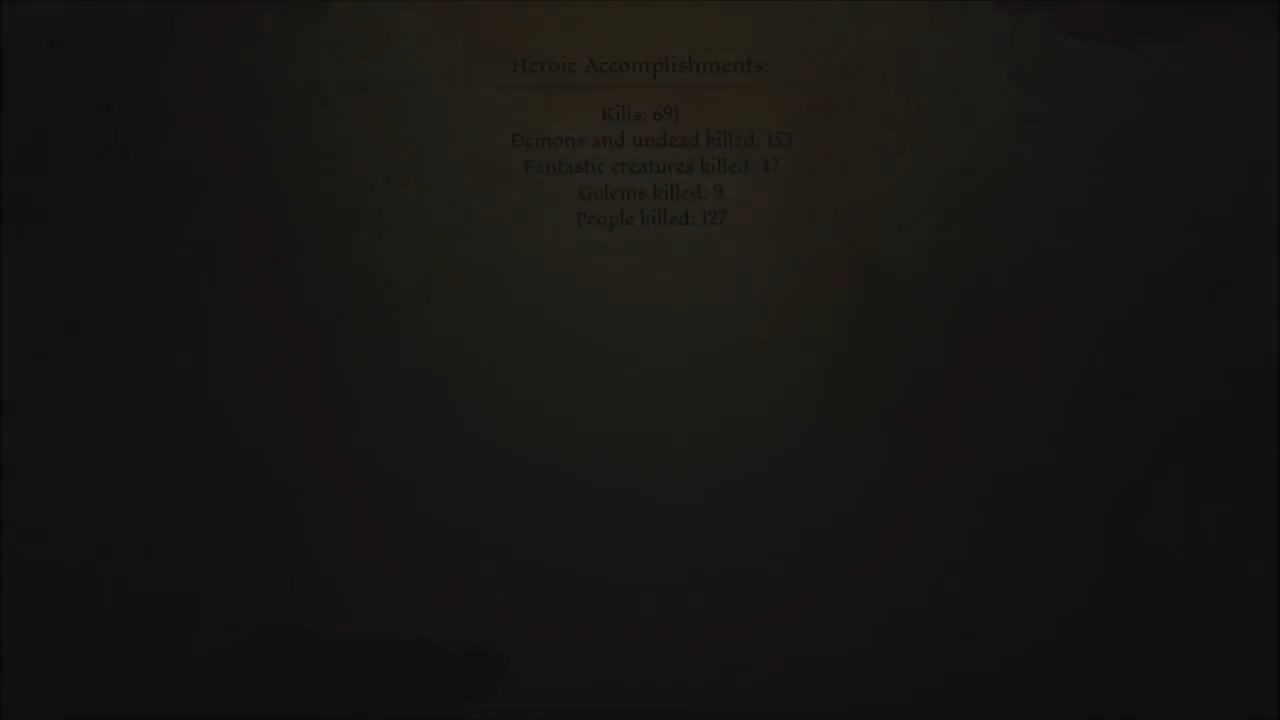 Heroic Accomplishments:
Kills: 691
Demons and undead killed: 153
Fantastic creatures killed: 47
Golems killed: 9
People killed: 127